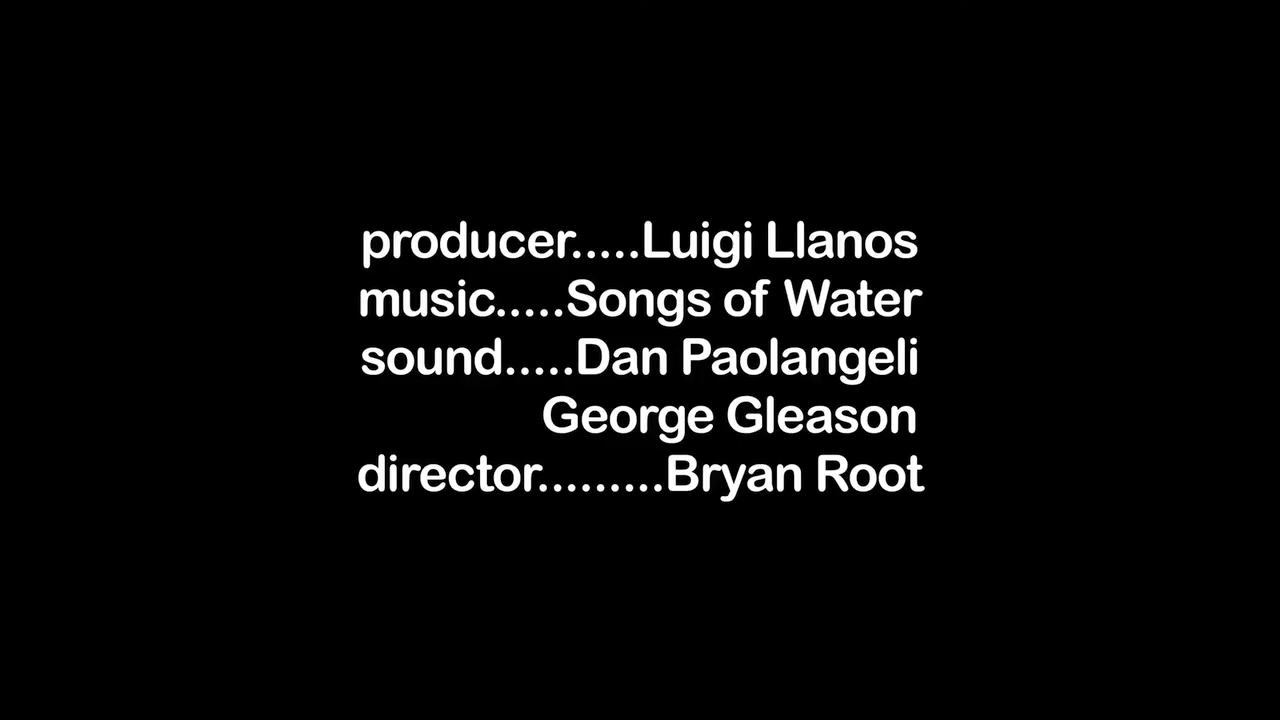 producer.....Luigi Llanos
music.....Songs of Water
sound.....Dan Paolangeli
George Gleason
director.........Bryan Root